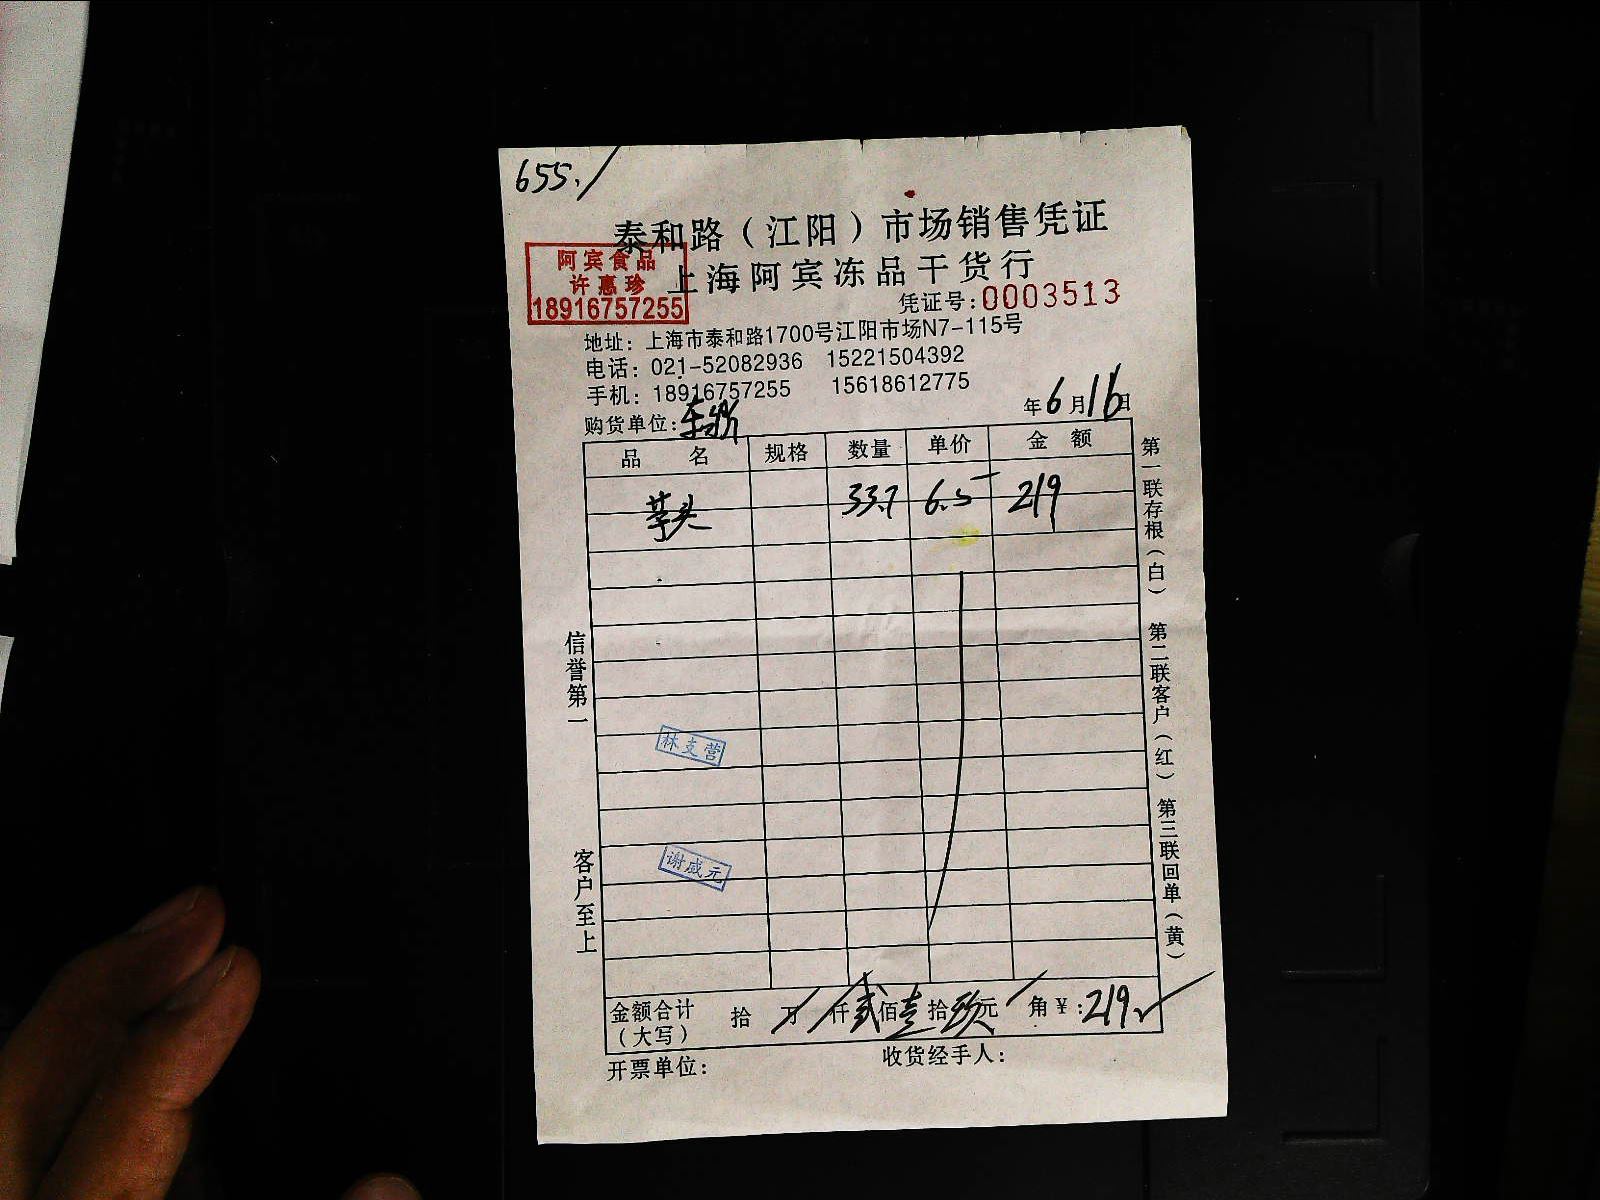 655./
泰和路（江阳）市场销售凭证
上海阿宾冻品干货行
阿宾食品
许惠珍
18916757255
凭证号:0003513
地址：上海市泰和路1700号江阳市场N7-115号
电话：021-52082936 15221504392
手机：18916757255 15618612775
购货单位:
年6月16日
品 名 规格 数量 单价 金 额
芋头 33.7 6.5 219
林支营
谢成元
信誉第一
客户至上
第一联存根（白）
第二联客户（红）
第三联回单（黄）
金额合计（大写） 拾 万 仟 贰 佰 壹 拾 玖 元 角 ¥:219.
开票单位： 收货经手人：